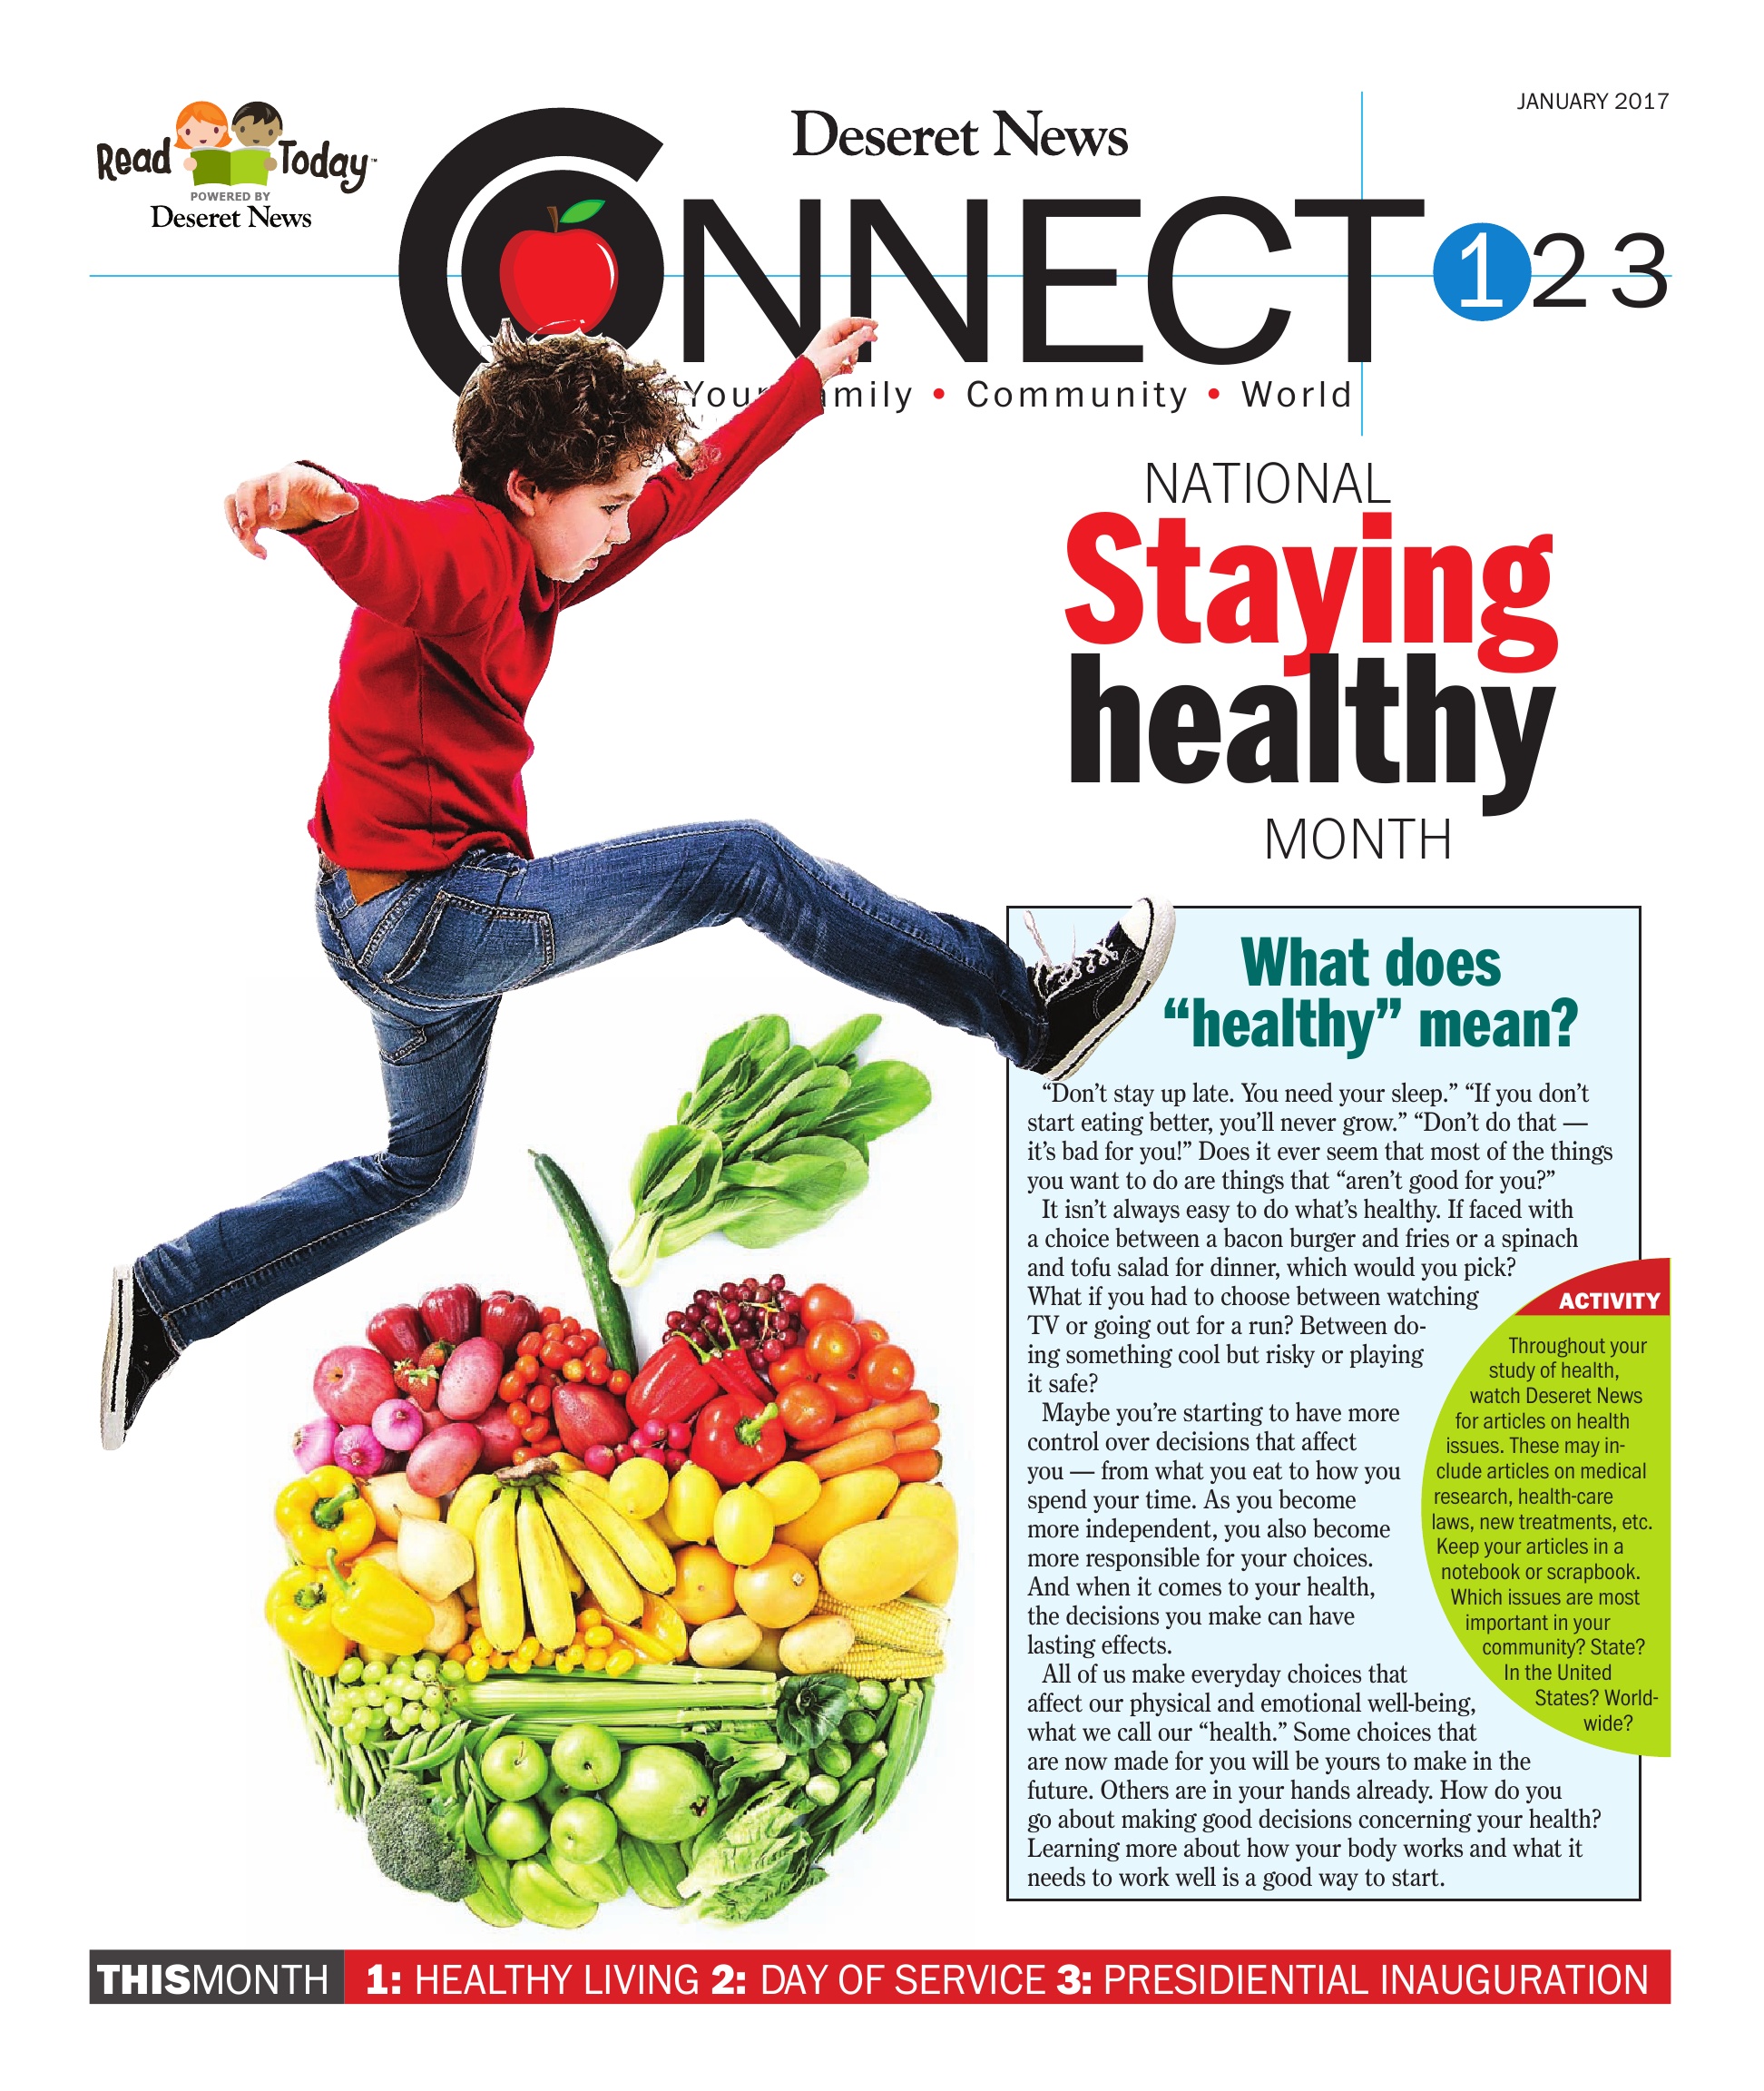 JANUARY 2017
Read Today™
POWERED BY
Deseret News
Deseret News
CONNECT 1 2 3
Your Family • Community • World
NATIONAL
Staying
healthy
MONTH
What does
“healthy” mean?
“Don’t stay up late. You need your sleep.” “If you don’t
start eating better, you’ll never grow.” “Don’t do that —
it’s bad for you!” Does it ever seem that most of the things
you want to do are things that “aren’t good for you?”
It isn’t always easy to do what’s healthy. If faced with
a choice between a bacon burger and fries or a spinach
and tofu salad for dinner, which would you pick?
What if you had to choose between watching
TV or going out for a run? Between do-
ing something cool but risky or playing
it safe?
Maybe you’re starting to have more
control over decisions that affect
you — from what you eat to how you
spend your time. As you become
more independent, you also become
more responsible for your choices.
And when it comes to your health,
the decisions you make can have
lasting effects.
All of us make everyday choices that
affect our physical and emotional well-being,
what we call our “health.” Some choices that
are now made for you will be yours to make in the
future. Others are in your hands already. How do you
go about making good decisions concerning your health?
Learning more about how your body works and what it
needs to work well is a good way to start.
ACTIVITY
Throughout your
study of health,
watch Deseret News
for articles on health
issues. These may in-
clude articles on medical
research, health-care
laws, new treatments, etc.
Keep your articles in a
notebook or scrapbook.
Which issues are most
important in your
community? State?
In the United
States? World-
wide?
THISMONTH 1: HEALTHY LIVING 2: DAY OF SERVICE 3: PRESIDIENTIAL INAUGURATION